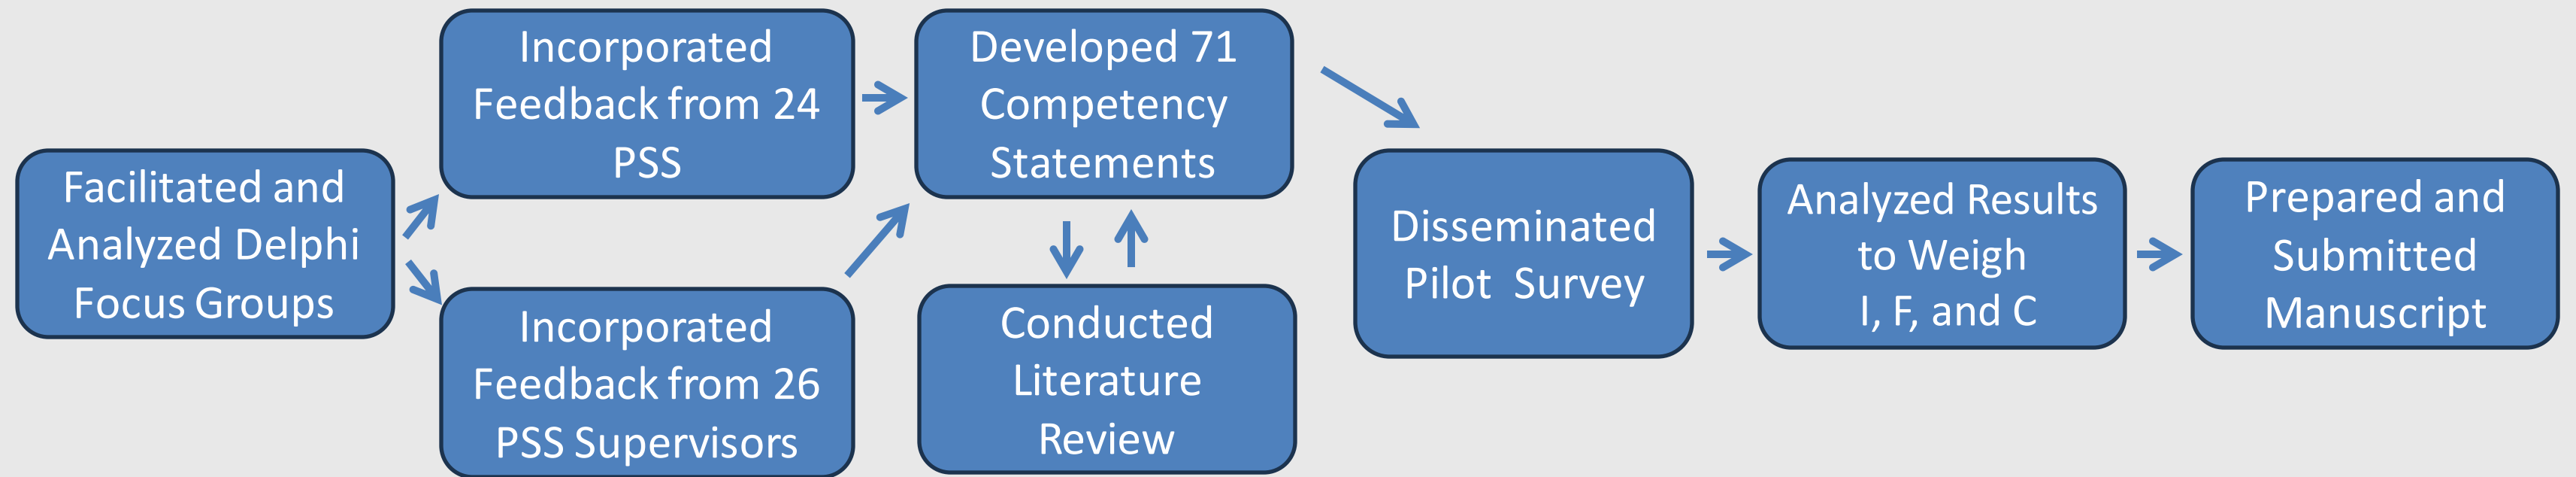 Facilitated and
Analyzed Delphi
Focus Groups
Incorporated
Feedback from 24
PSS
Incorporated
Feedback from 26
PSS Supervisors
Developed 71
Competency
Statements
Conducted
Literature
Review
Disseminated
Pilot Survey
Analyzed Results
to Weigh
I, F, and C
Prepared and
Submitted
Manuscript